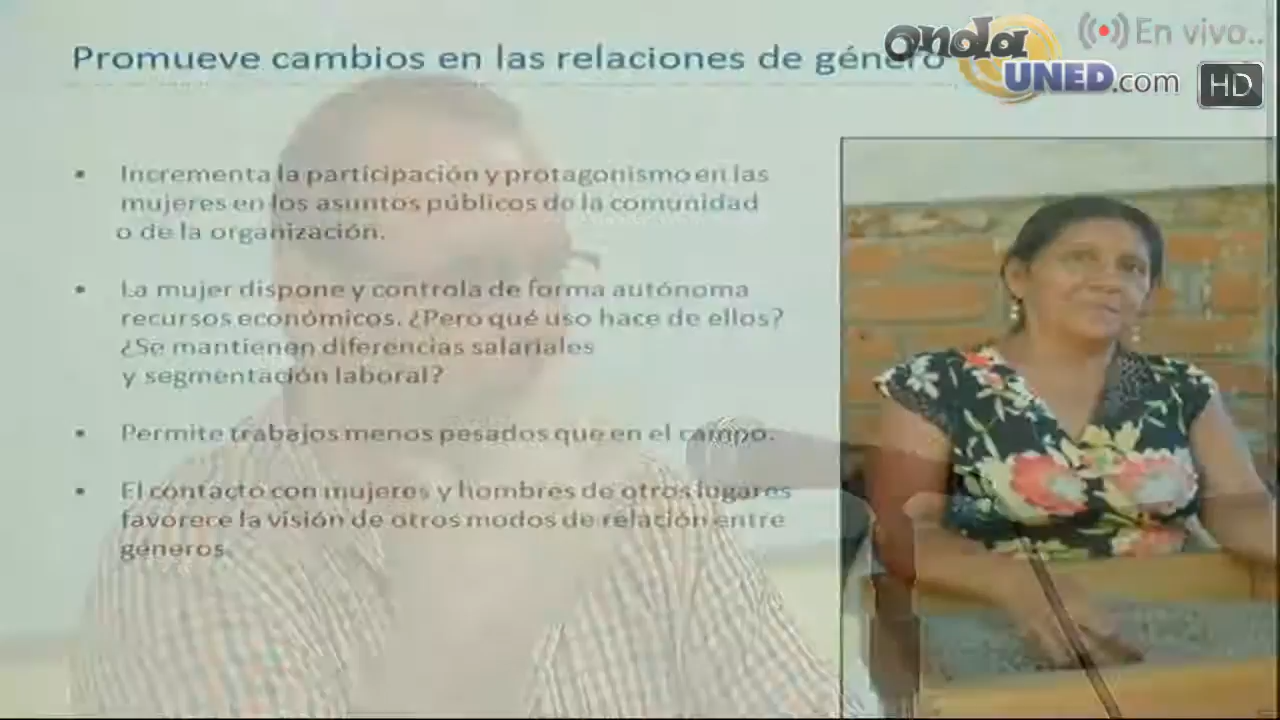 Promueve cambios en las relaciones de género
onda
UNED.com
En vivo..
HD
• Incrementa la participación y protagonismo en las
mujeres en los asuntos públicos de la comunidad
o de la organización.
• La mujer dispone y controla de forma autónoma
recursos económicos. ¿Pero qué uso hace de ellos?
¿Se mantienen diferencias salariales
y segmentación laboral?
• Permite trabajos menos pesados que en el campo.
• El contacto con mujeres y hombres de otros lugares
favorece la visión de otros modos de relación entre
géneros.